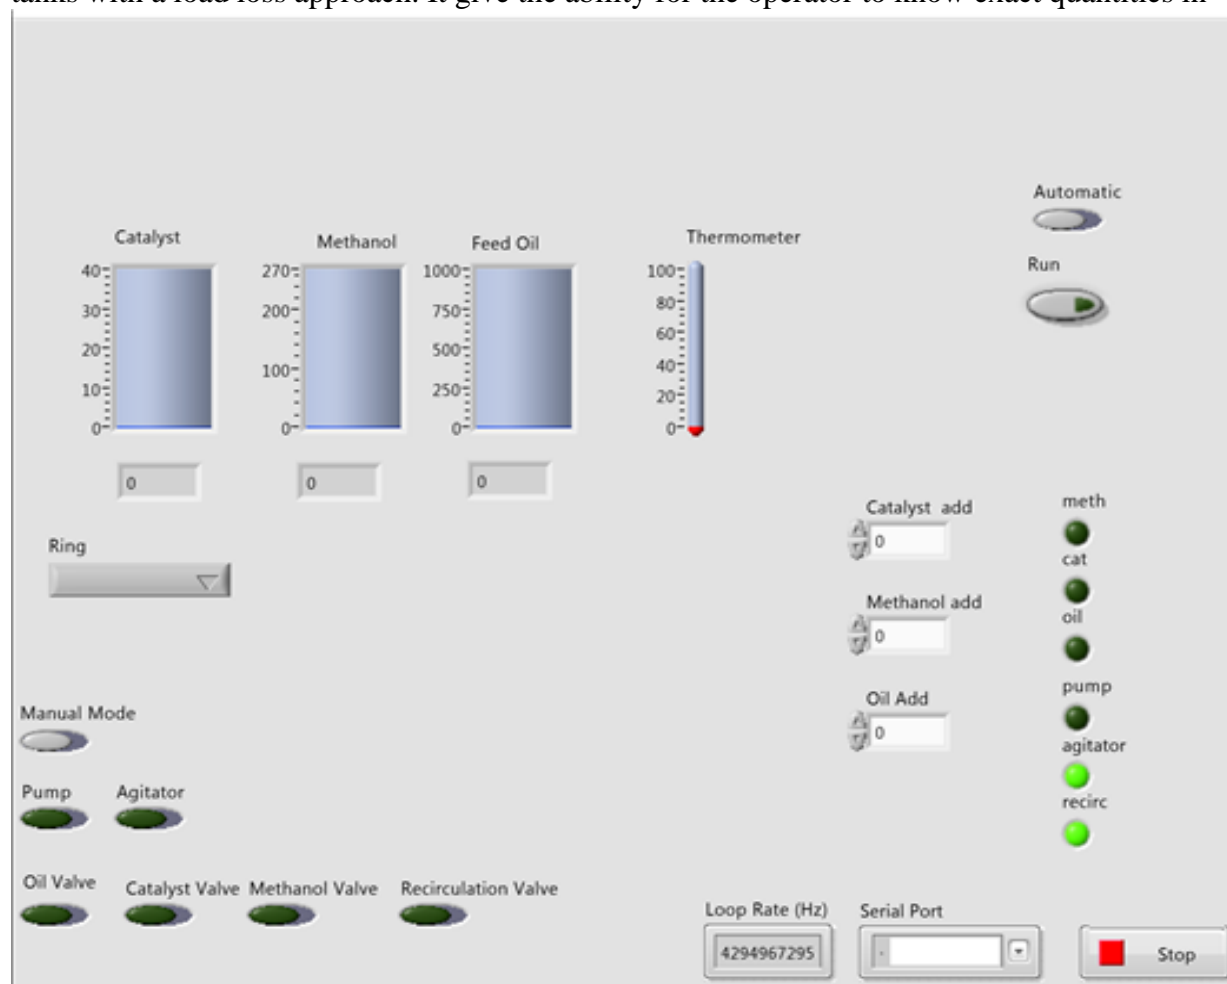 tanks with a load loss approach. It give the ability for the operator to know exact quantities in
Automatic
Run
Catalyst
Methanol
Feed Oil
Thermometer
40
30
20
10
0
270
200
100
0
1000
750
500
250
0
100
80
60
40
20
0
0
0
0
Ring
Catalyst add
0
Methanol add
0
Oil Add
0
meth
cat
oil
pump
agitator
recirc
Manual Mode
Pump Agitator
Oil Valve Catalyst Valve Methanol Valve Recirculation Valve
Loop Rate (Hz)
4294967295
Serial Port
Stop